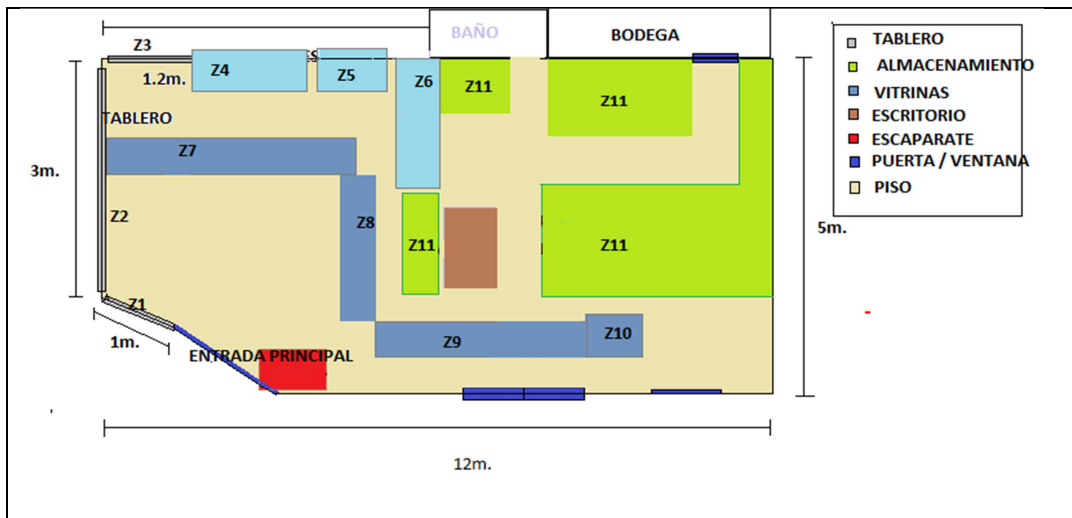 BAÑO
BODEGA
Z3
ES
1.2m.
Z4
Z5
Z6
Z11
Z11
TABLERO
Z7
3m.
Z2
Z8
Z11
Z11
5m.
Z1
1m.
ENTRADA PRINCIPAL
Z9
Z10
12m.
TABLERO
ALMACENAMIENTO
VITRINAS
ESCRITORIO
ESCAPARATE
PUERTA / VENTANA
PISO